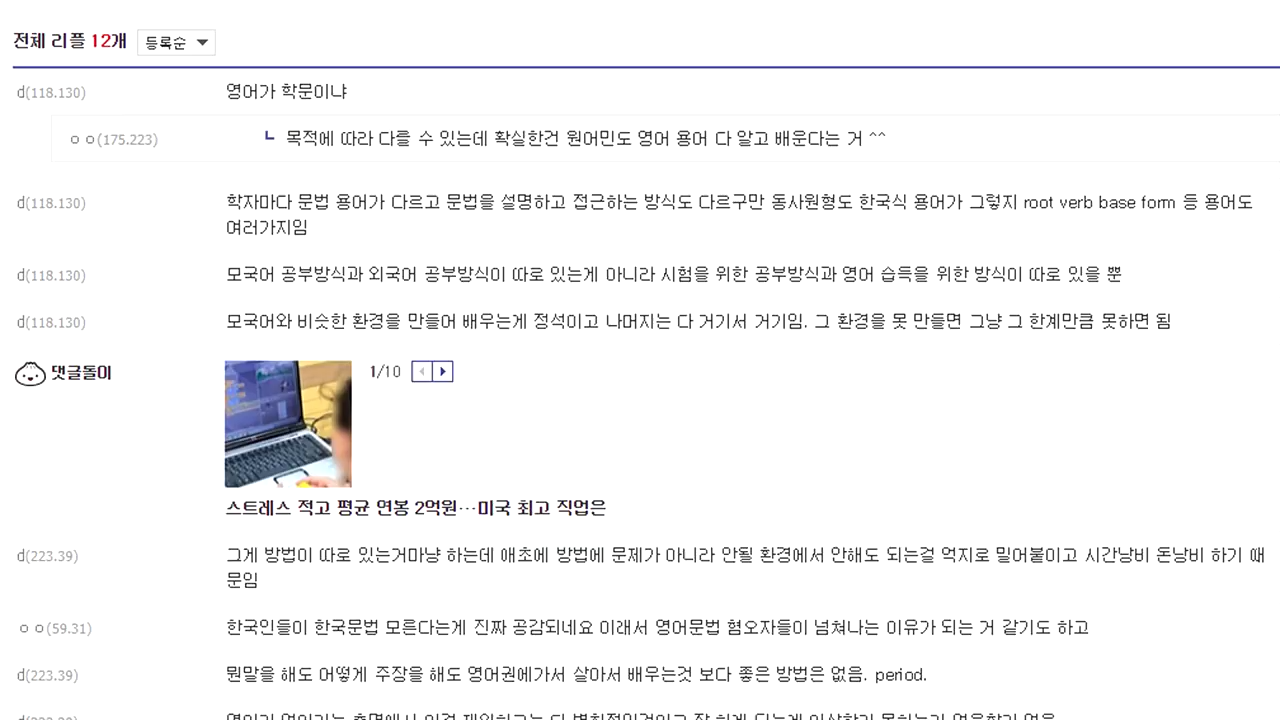 전체 리플 12개 등록순
d(118.130) 영어가 학문이냐
ㅇㅇ(175.223) ┗ 목적에 따라 다를 수 있는데 확실한건 원어민도 영어 용어 다 알고 배운다는 거 ^^
d(118.130) 학자마다 문법 용어가 다르고 문법을 설명하고 접근하는 방식도 다르구만 동사원형도 한국식 용어가 그렇지 root verb base form 등 용어도
여러가지임
d(118.130) 모국어 공부방식과 외국어 공부방식이 따로 있는게 아니라 시험을 위한 공부방식과 영어 습득을 위한 방식이 따로 있을 뿐
d(118.130) 모국어와 비슷한 환경을 만들어 배우는게 정석이고 나머지는 다 거기서 거기임. 그 환경을 못 만들면 그냥 그 한계만큼 못하면 됨
댓글돌이 1/10
스트레스 적고 평균 연봉 2억원…미국 최고 직업은
d(223.39) 그게 방법이 따로 있는거마냥 하는데 애초에 방법에 문제가 아니라 안될 환경에서 안해도 되는걸 억지로 밀어붙이고 시간낭비 돈낭비 하기 때
문임
ㅇㅇ(59.31) 한국인들이 한국문법 모른다는게 진짜 공감되네요 이래서 영어문법 혐오자들이 넘쳐나는 이유가 되는 거 같기도 하고
d(223.39) 뭔말을 해도 어떻게 주장을 해도 영어권에가서 살아서 배우는것 보다 좋은 방법은 없음. period.